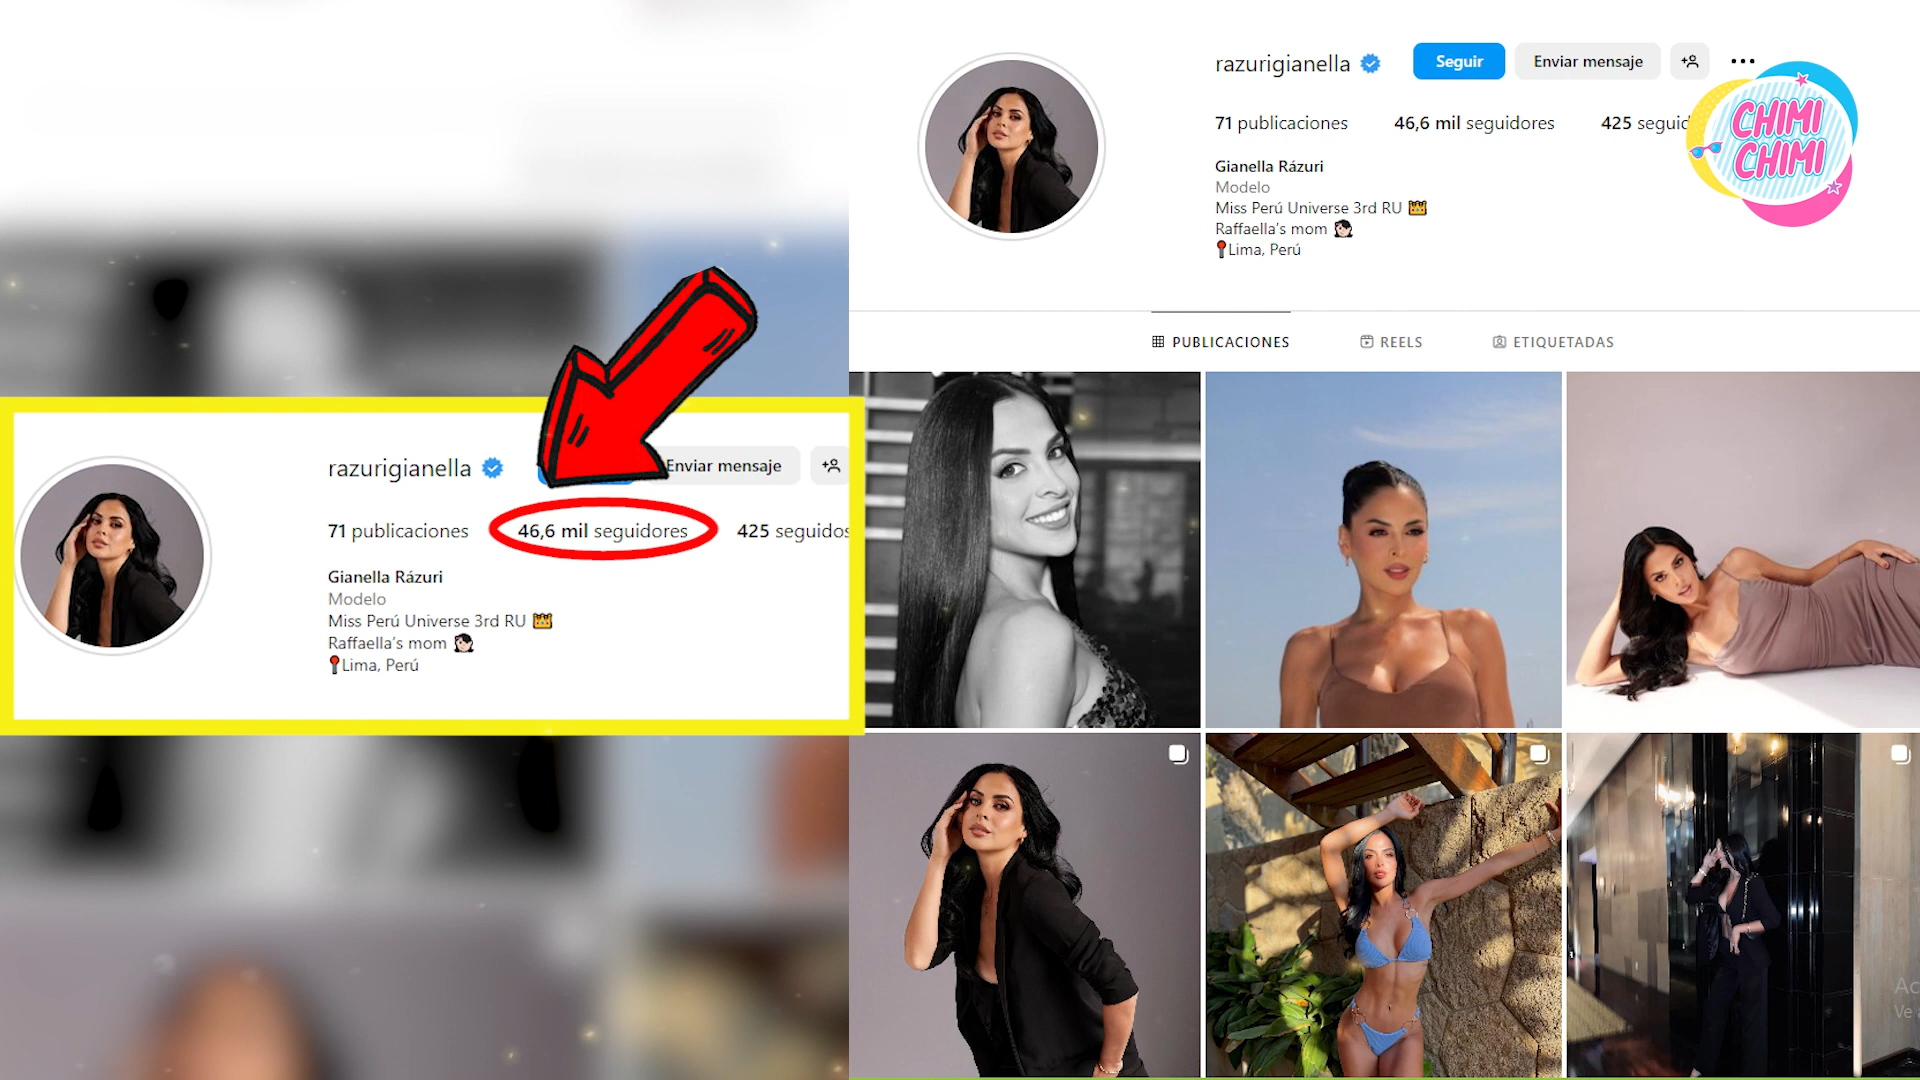 razurigianella
Enviar mensaje
71 publicaciones
46,6 mil seguidores
425 seguidos
Gianella Rázuri
Modelo
Miss Perú Universe 3rd RU 👑
Raffaella’s mom 👧🏻
📍Lima, Perú
razurigianella
Seguir
Enviar mensaje
71 publicaciones
46,6 mil seguidores
425 seguid
CHIMI
CHIMI
Gianella Rázuri
Modelo
Miss Perú Universe 3rd RU 👑
Raffaella’s mom 👧🏻
📍Lima, Perú
PUBLICACIONES
REELS
ETIQUETADAS
Ac
Ve